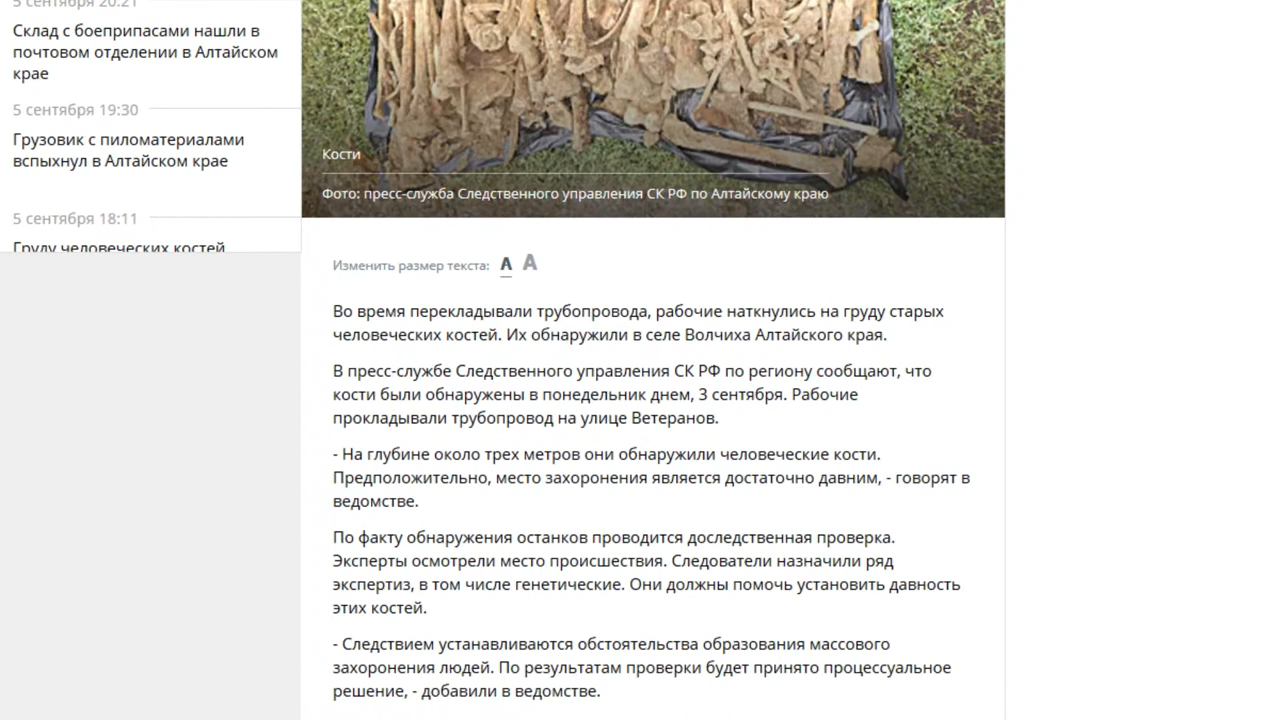 5 сентября 20:21
Склад с боеприпасами нашли в
почтовом отделении в Алтайском
крае
5 сентября 19:30
Грузовик с пиломатериалами
вспыхнул в Алтайском крае
5 сентября 18:11
Груду человеческих костей
Кости
Фото: пресс-служба Следственного управления СК РФ по Алтайскому краю
Изменить размер текста: A A
Во время перекладывали трубопровода, рабочие наткнулись на груду старых
человеческих костей. Их обнаружили в селе Волчиха Алтайского края.
В пресс-службе Следственного управления СК РФ по региону сообщают, что
кости были обнаружены в понедельник днем, 3 сентября. Рабочие
прокладывали трубопровод на улице Ветеранов.
- На глубине около трех метров они обнаружили человеческие кости.
Предположительно, место захоронения является достаточно давним, - говорят в
ведомстве.
По факту обнаружения останков проводится доследственная проверка.
Эксперты осмотрели место происшествия. Следователи назначили ряд
экспертиз, в том числе генетические. Они должны помочь установить давность
этих костей.
- Следствием устанавливаются обстоятельства образования массового
захоронения людей. По результатам проверки будет принято процессуальное
решение, - добавили в ведомстве.